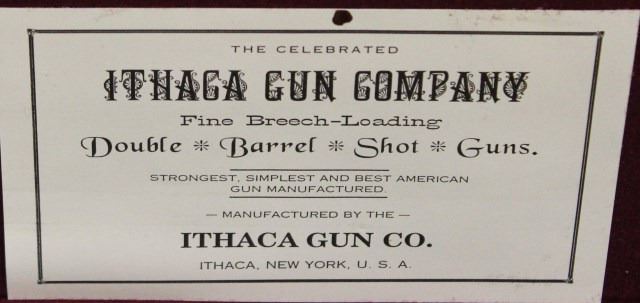 THE CELEBRATED
ITHACA GUN COMPANY
Fine Breech-Loading
Double * Barrel * Shot * Guns.
STRONGEST, SIMPLEST AND BEST AMERICAN
GUN MANUFACTURED.
— MANUFACTURED BY THE —
ITHACA GUN CO.
ITHACA, NEW YORK, U. S. A.